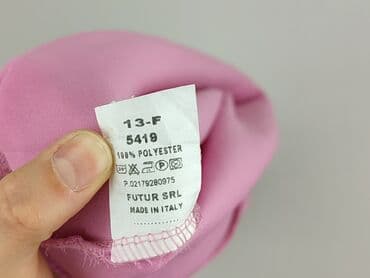 13-F
5419
100% POLYESTER
P.02179280975
FUTUR SRL
MADE IN ITALY